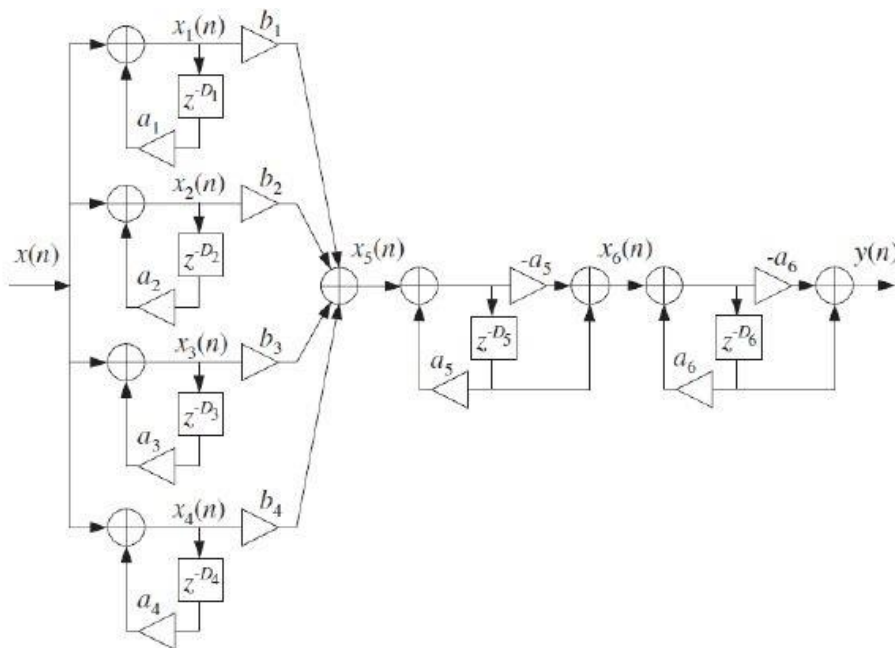 x₁(n)
b₁
z⁻ᴰ¹
a₁
x₂(n)
b₂
z⁻ᴰ²
a₂
x(n)
x₅(n)
-a₅
x₆(n)
-a₆
y(n)
z⁻ᴰ⁵
a₅
z⁻ᴰ⁶
a₆
x₃(n)
b₃
z⁻ᴰ³
a₃
x₄(n)
b₄
z⁻ᴰ⁴
a₄